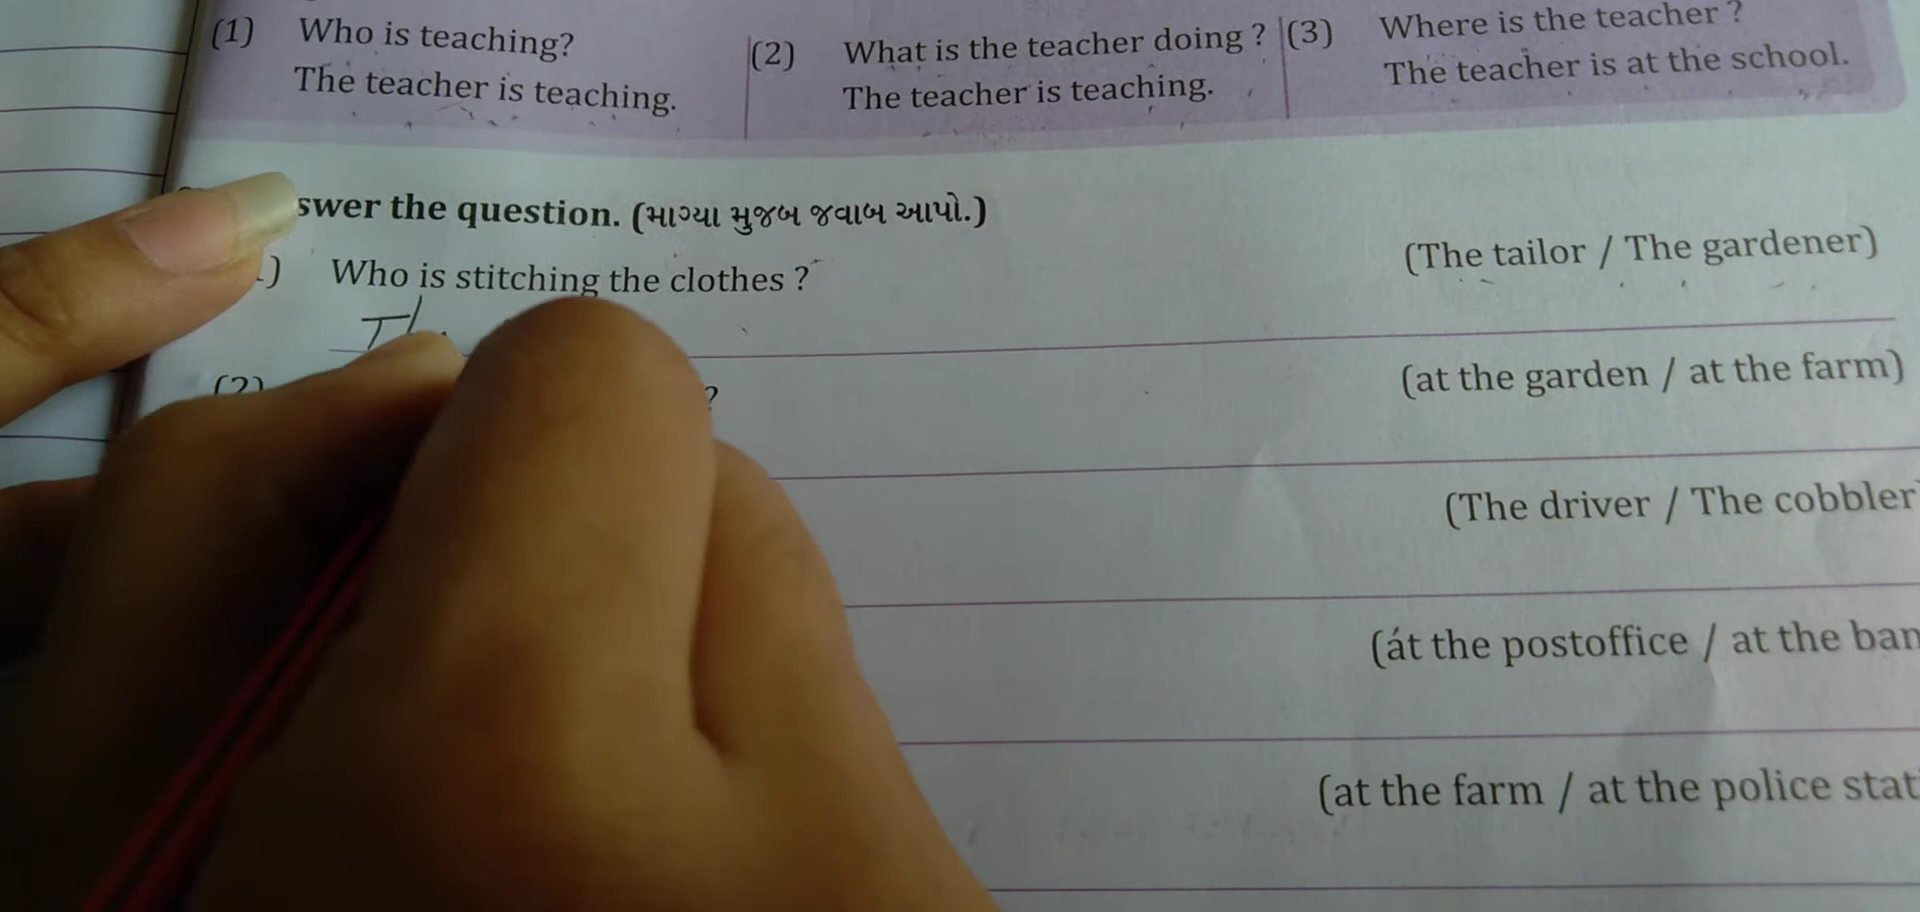 (1) Who is teaching?
The teacher is teaching.
(2) What is the teacher doing ?
The teacher is teaching.
(3) Where is the teacher ?
The teacher is at the school.
swer the question. (માગ્યા મુજબ જવાબ આપો.)
) Who is stitching the clothes ? (The tailor / The gardener)
Th
(2) ? (at the garden / at the farm)
(The driver / The cobbler
(át the postoffice / at the ban
(at the farm / at the police stat